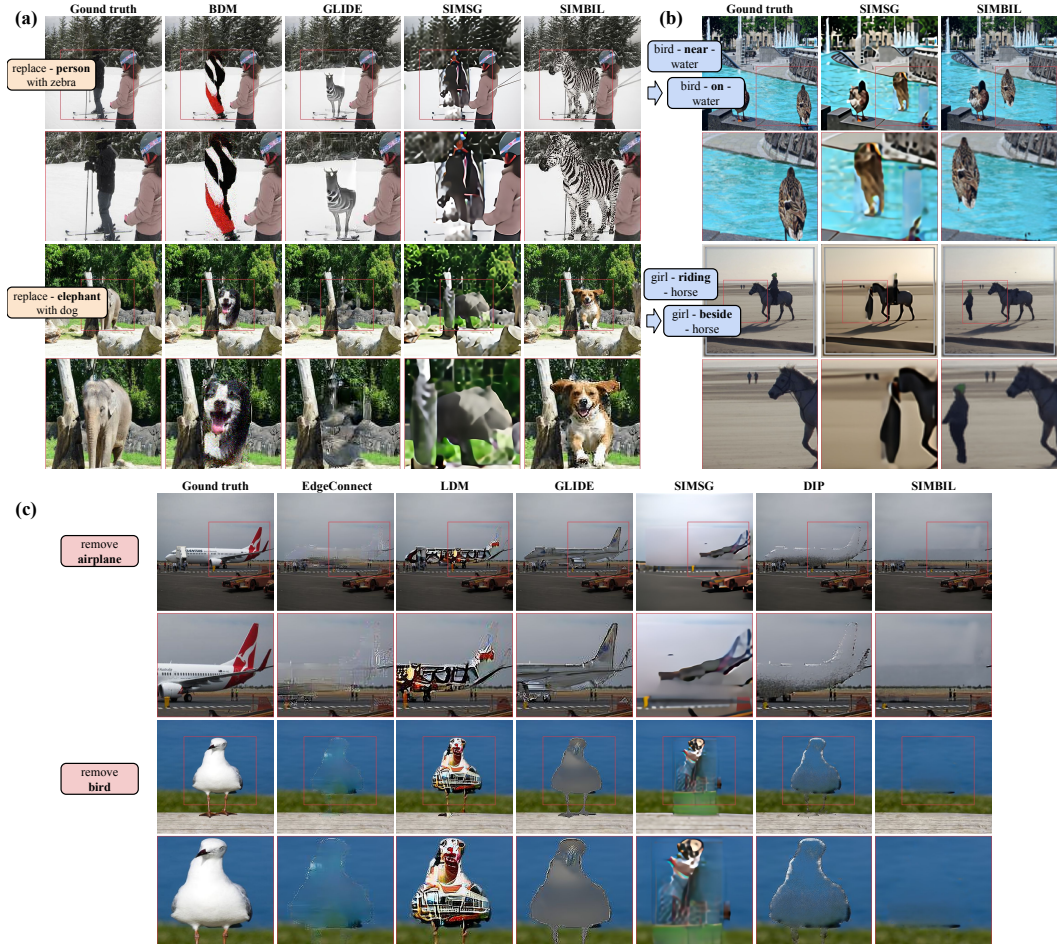 (a)
Gound truth BDM GLIDE SIMSG SIMBIL
replace - person
with zebra
replace - elephant
with dog
(b)
Gound truth SIMSG SIMBIL
bird - near -
water
bird - on -
water
girl - riding
- horse
girl - beside
- horse
(c)
Gound truth EdgeConnect LDM GLIDE SIMSG DIP SIMBIL
remove
airplane
remove
bird